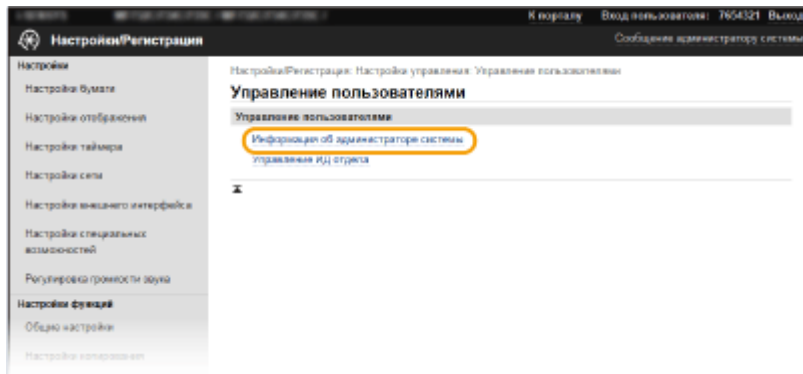 К порталу Вход пользователя: 7654321 Выход
Настройки/Регистрация
Сообщение администратору системы
Настройки
Настройки бумаги
Настройки отображения
Настройки таймера
Настройки сети
Настройки внешнего интерфейса
Настройки специальных
возможностей
Регулировка громкости звука
Настройки функций
Общие настройки
Настройки копирования
Настройки/Регистрация: Настройки управления: Управление пользователями
Управление пользователями
Управление пользователями
Информация об администраторе системы
Управление ИД отдела